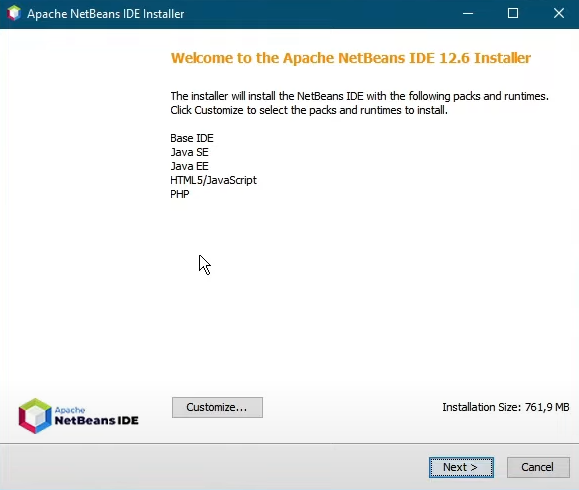 Apache NetBeans IDE Installer
Welcome to the Apache NetBeans IDE 12.6 Installer
The installer will install the NetBeans IDE with the following packs and runtimes.
Click Customize to select the packs and runtimes to install.
Base IDE
Java SE
Java EE
HTML5/JavaScript
PHP
Apache
NetBeans IDE
Customize...
Installation Size: 761,9 MB
Next >
Cancel